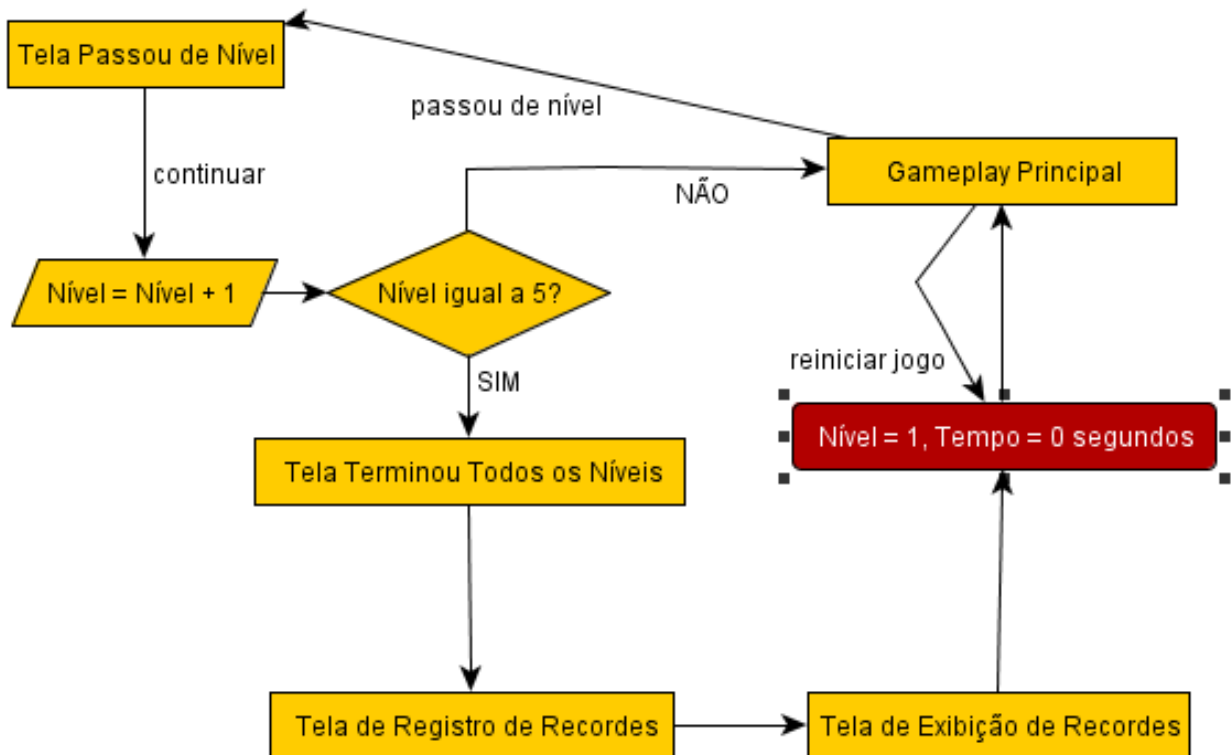 Tela Passou de Nível
passou de nível
continuar
Gameplay Principal
NÃO
Nível = Nível + 1
Nível igual a 5?
reiniciar jogo
SIM
Nível = 1, Tempo = 0 segundos
Tela Terminou Todos os Níveis
Tela de Registro de Recordes
Tela de Exibição de Recordes